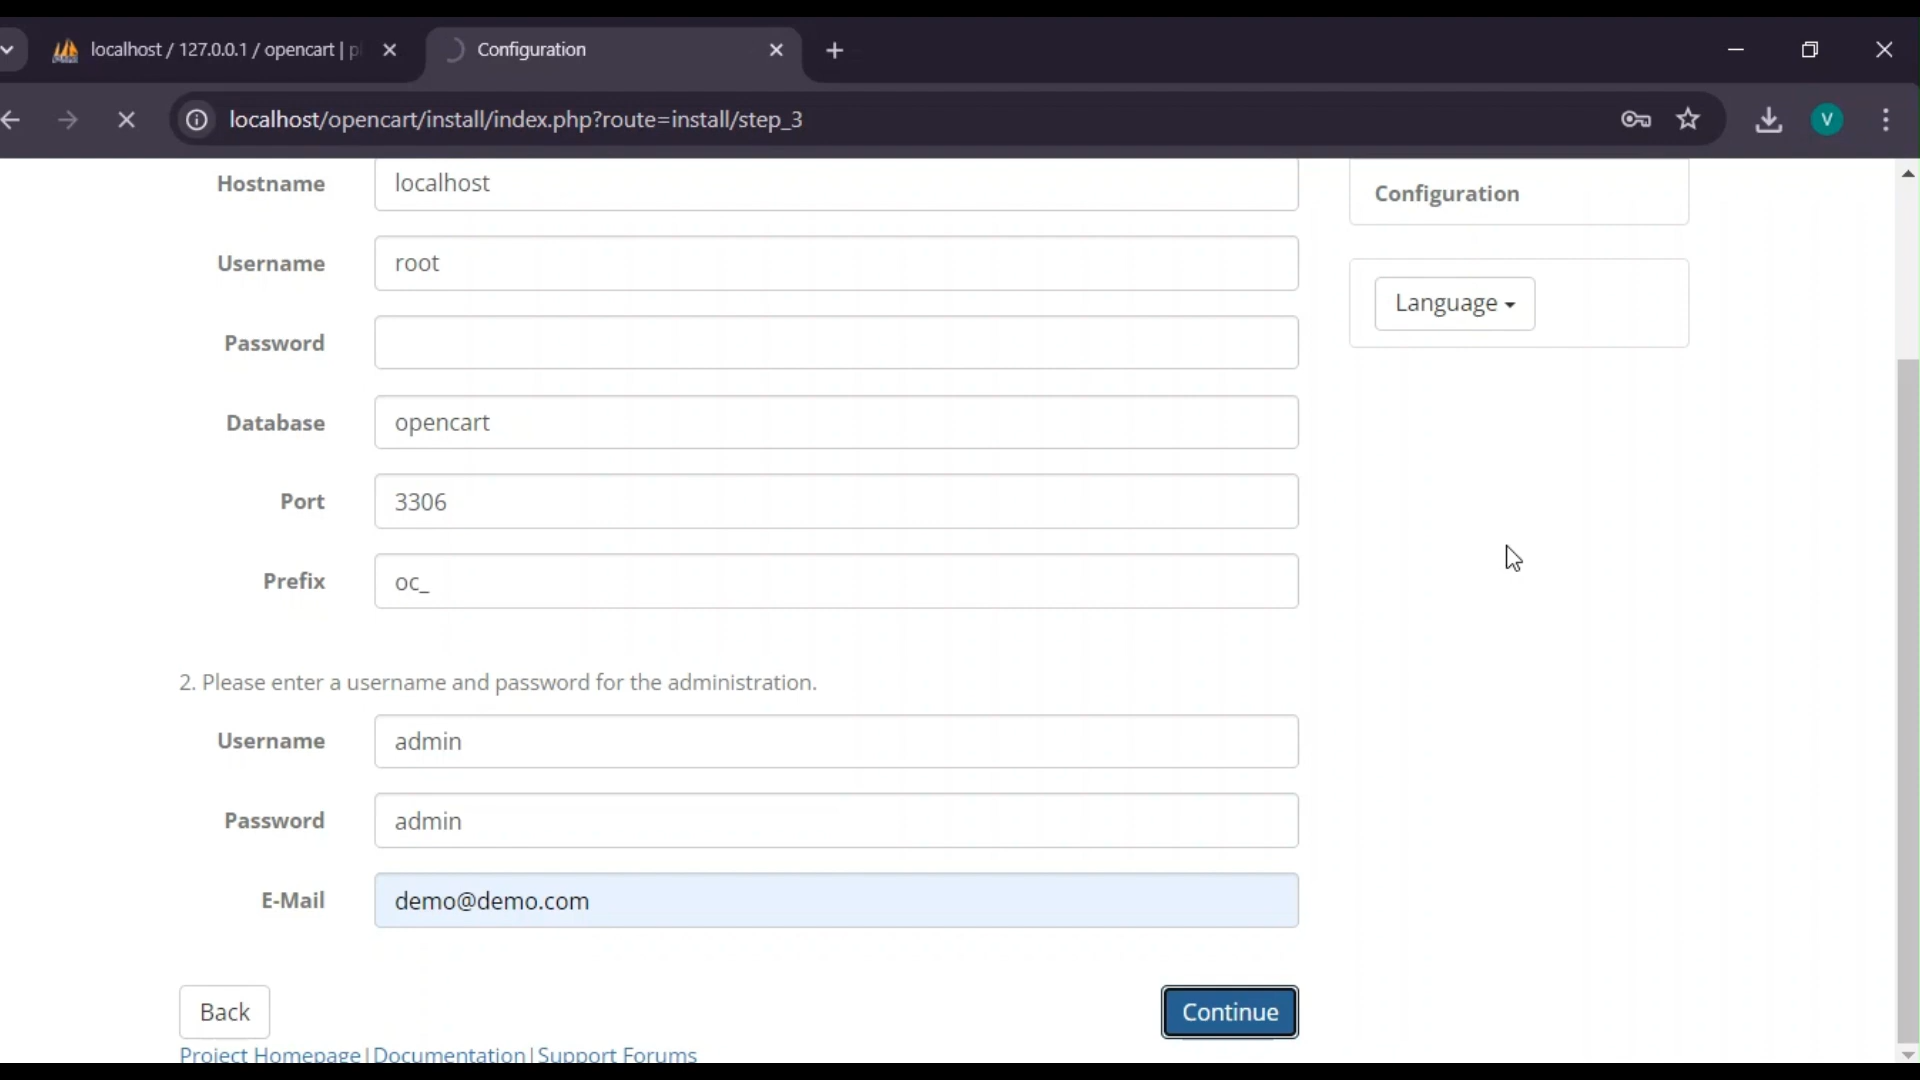 localhost / 127.0.0.1 / opencart | p
Configuration
localhost/opencart/install/index.php?route=install/step_3
V
Hostname
localhost
Configuration
Username
root
Language
Password
Database
opencart
Port
3306
Prefix
oc_
2. Please enter a username and password for the administration.
Username
admin
Password
admin
E-Mail
demo@demo.com
Back
Continue
Project Homepage | Documentation | Support Forums